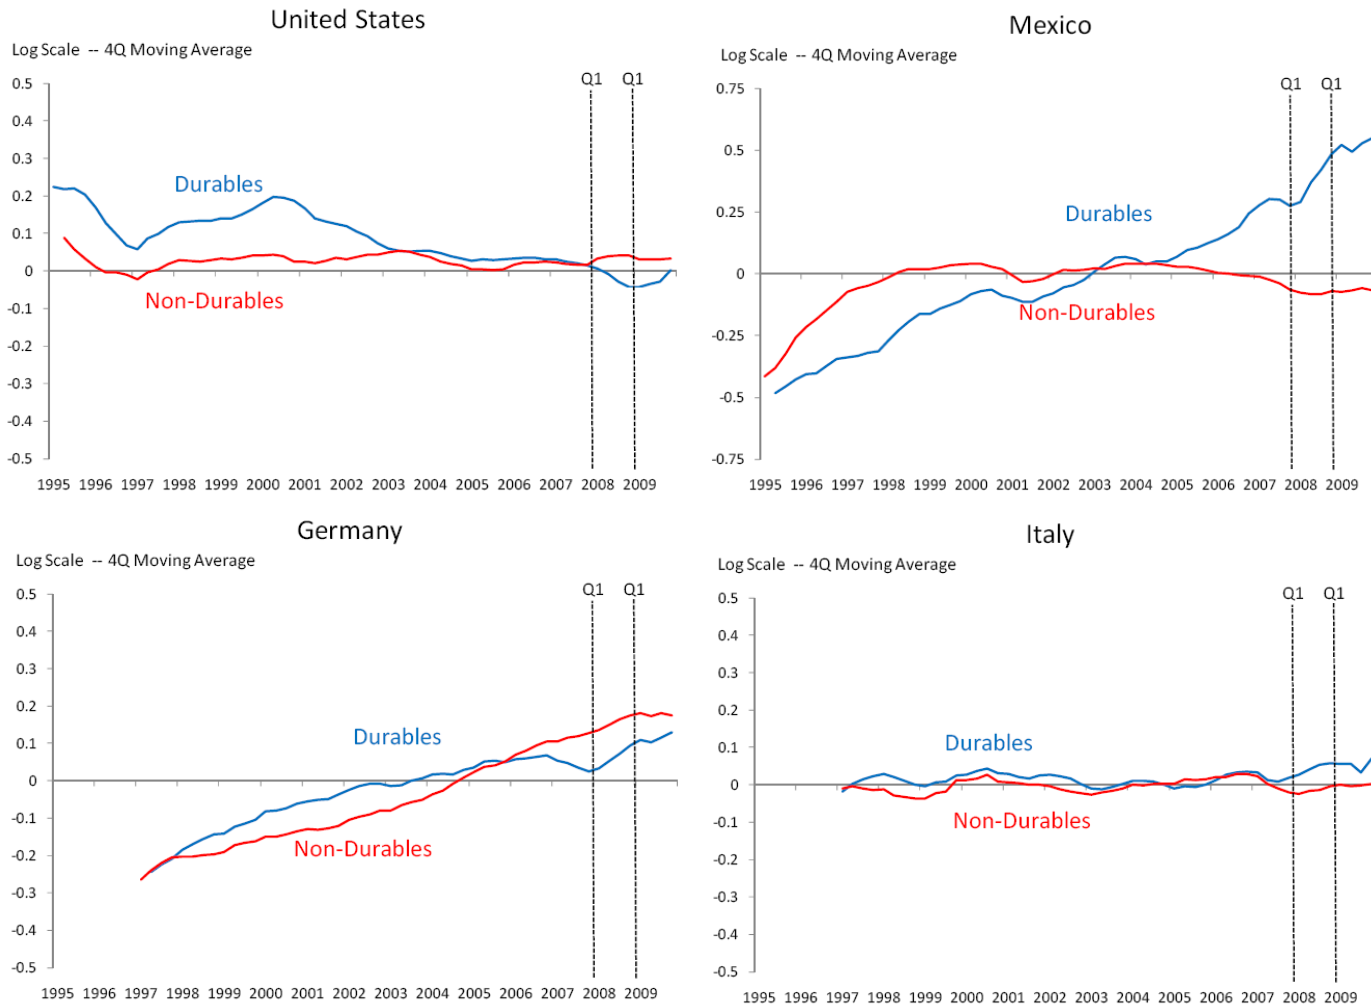 United States
Log Scale -- 4Q Moving Average
Q1 Q1
0.5
0.4
0.3
0.2
0.1
0
-0.1
-0.2
-0.3
-0.4
-0.5
Durables
Non-Durables
1995 1996 1997 1998 1999 2000 2001 2002 2003 2004 2005 2006 2007 2008 2009
Mexico
Log Scale -- 4Q Moving Average
Q1 Q1
0.75
0.5
0.25
0
-0.25
-0.5
-0.75
Durables
Non-Durables
1995 1996 1997 1998 1999 2000 2001 2002 2003 2004 2005 2006 2007 2008 2009
Germany
Log Scale -- 4Q Moving Average
Q1 Q1
0.5
0.4
0.3
0.2
0.1
0
-0.1
-0.2
-0.3
-0.4
-0.5
Durables
Non-Durables
1995 1996 1997 1998 1999 2000 2001 2002 2003 2004 2005 2006 2007 2008 2009
Italy
Log Scale -- 4Q Moving Average
Q1 Q1
0.5
0.4
0.3
0.2
0.1
0
-0.1
-0.2
-0.3
-0.4
-0.5
Durables
Non-Durables
1995 1996 1997 1998 1999 2000 2001 2002 2003 2004 2005 2006 2007 2008 2009